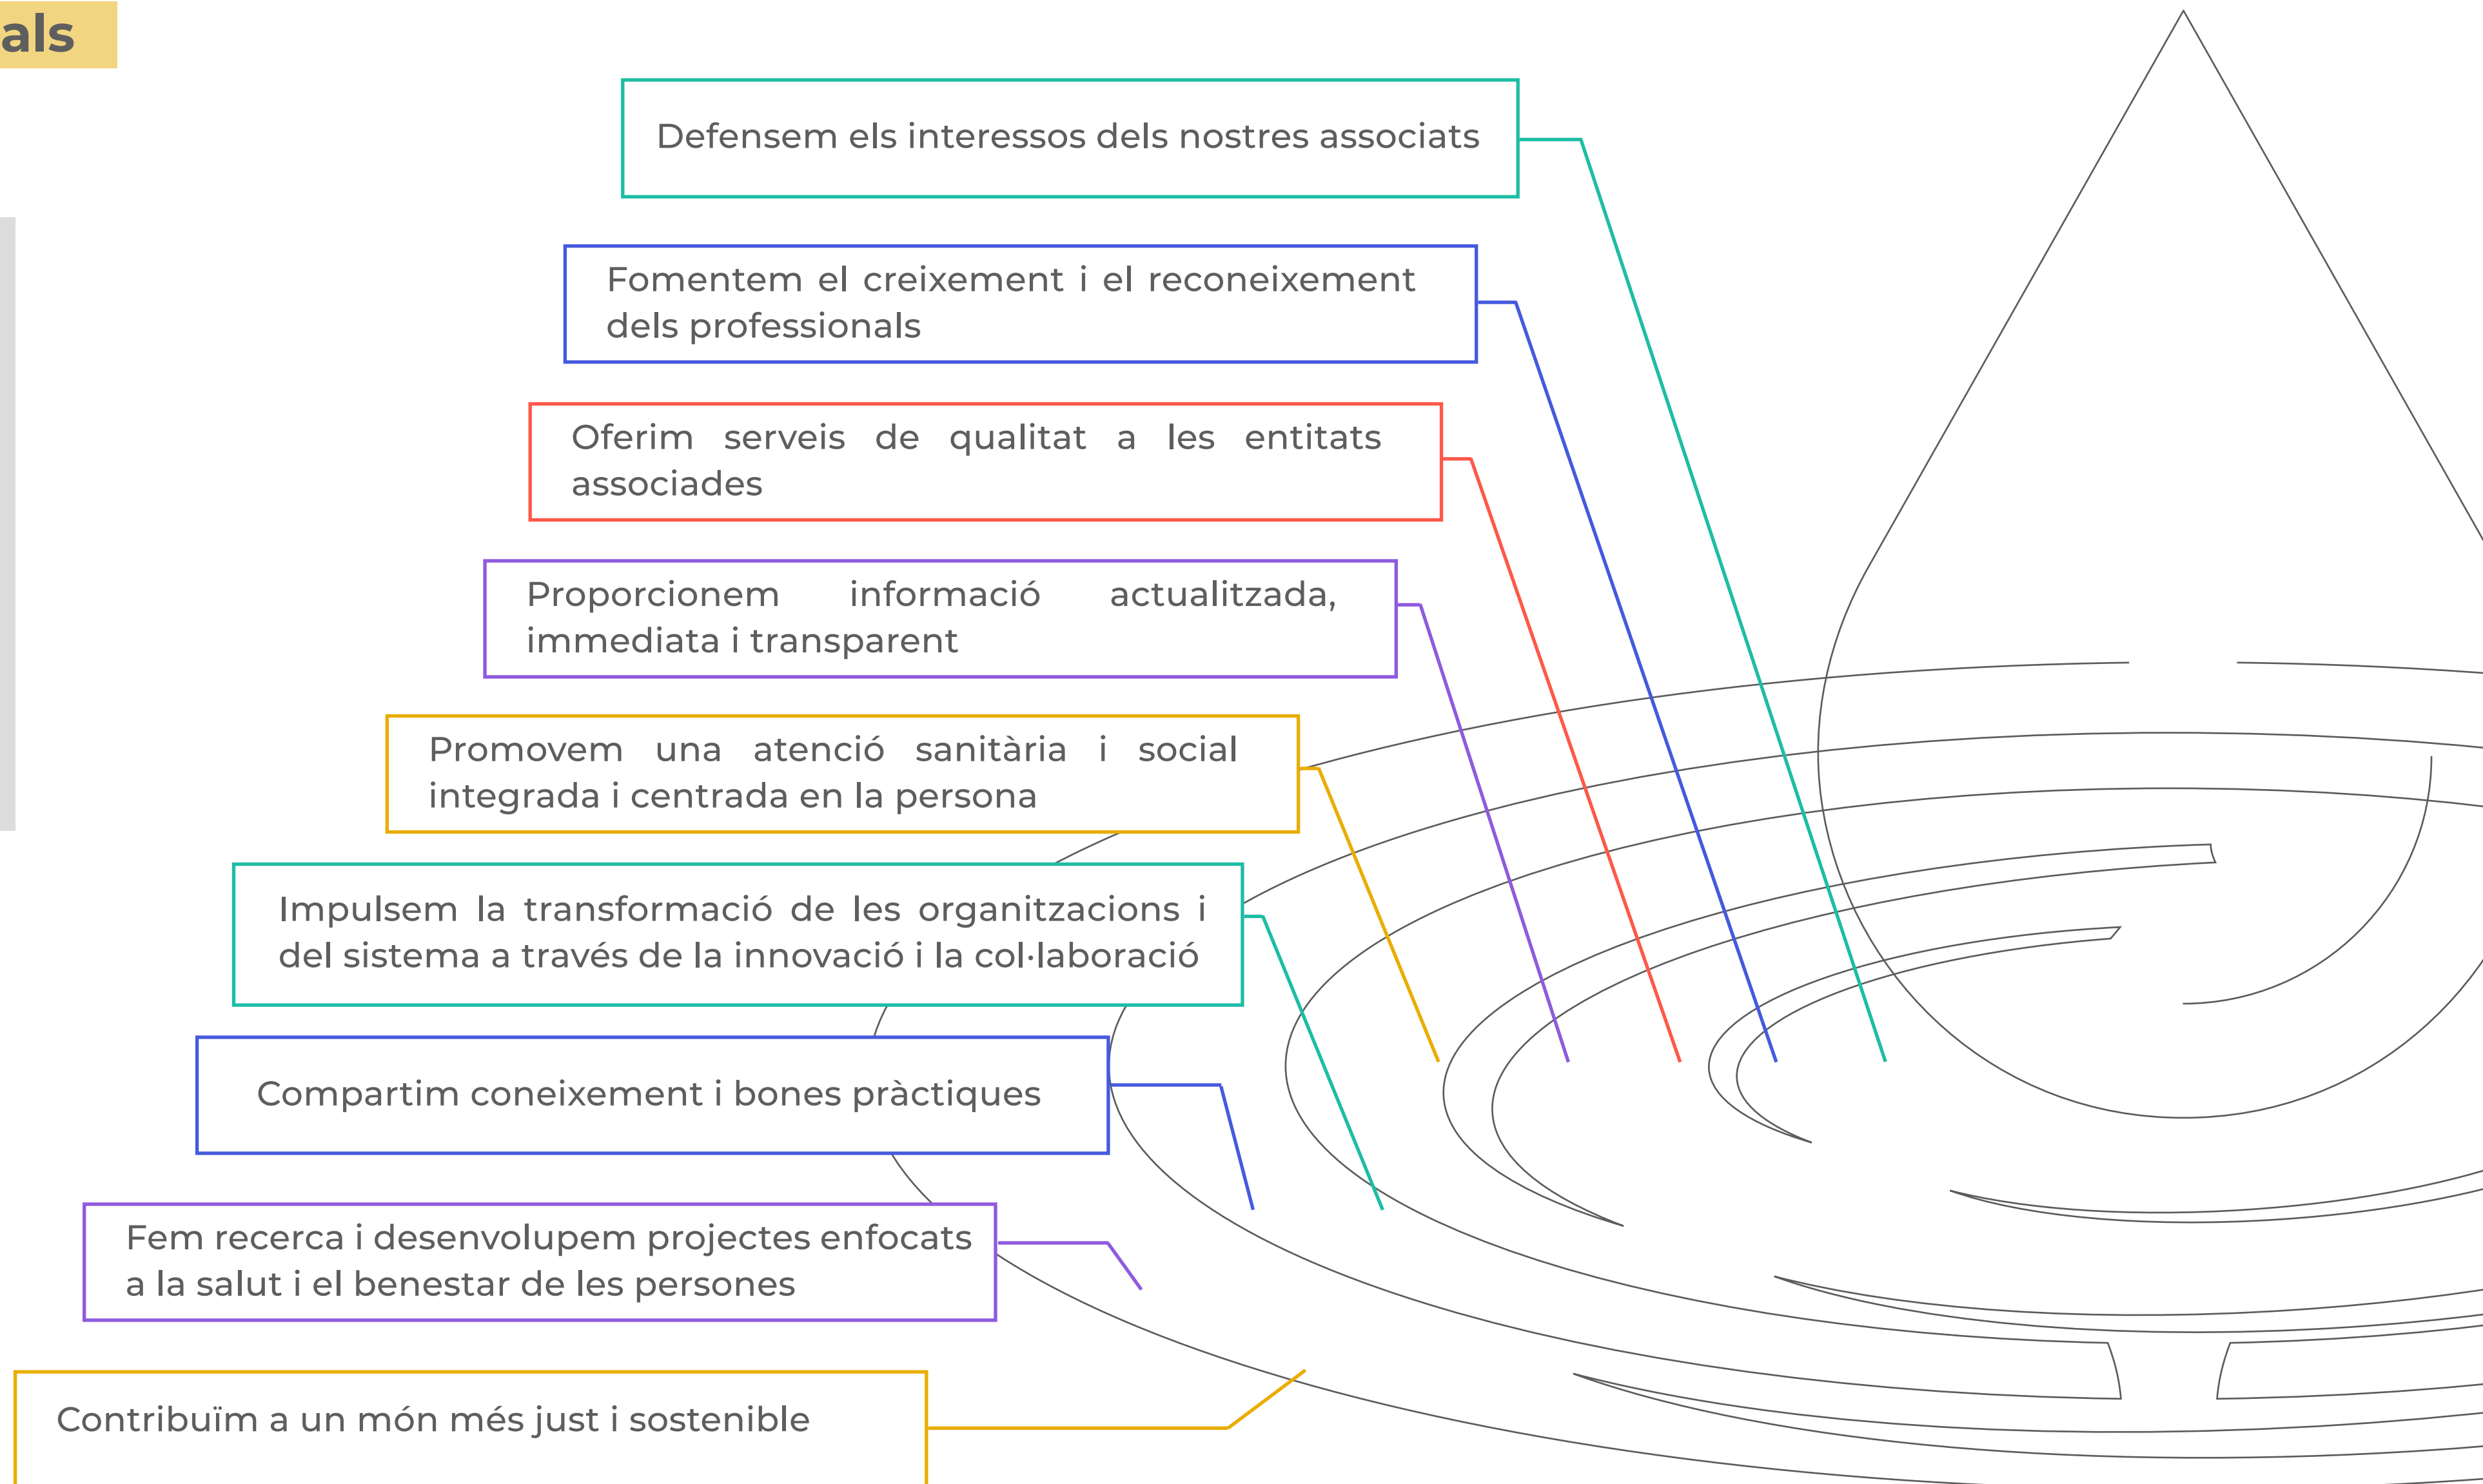 als
Defensem els interessos dels nostres associats
Fomentem el creixement i el reconeixement
dels professionals
Oferim serveis de qualitat a les entitats
associades
Proporcionem informació actualitzada,
immediata i transparent
Promovem una atenció sanitària i social
integrada i centrada en la persona
Impulsem la transformació de les organitzacions i
del sistema a través de la innovació i la col·laboració
Compartim coneixement i bones pràctiques
Fem recerca i desenvolupem projectes enfocats
a la salut i el benestar de les persones
Contribuïm a un món més just i sostenible